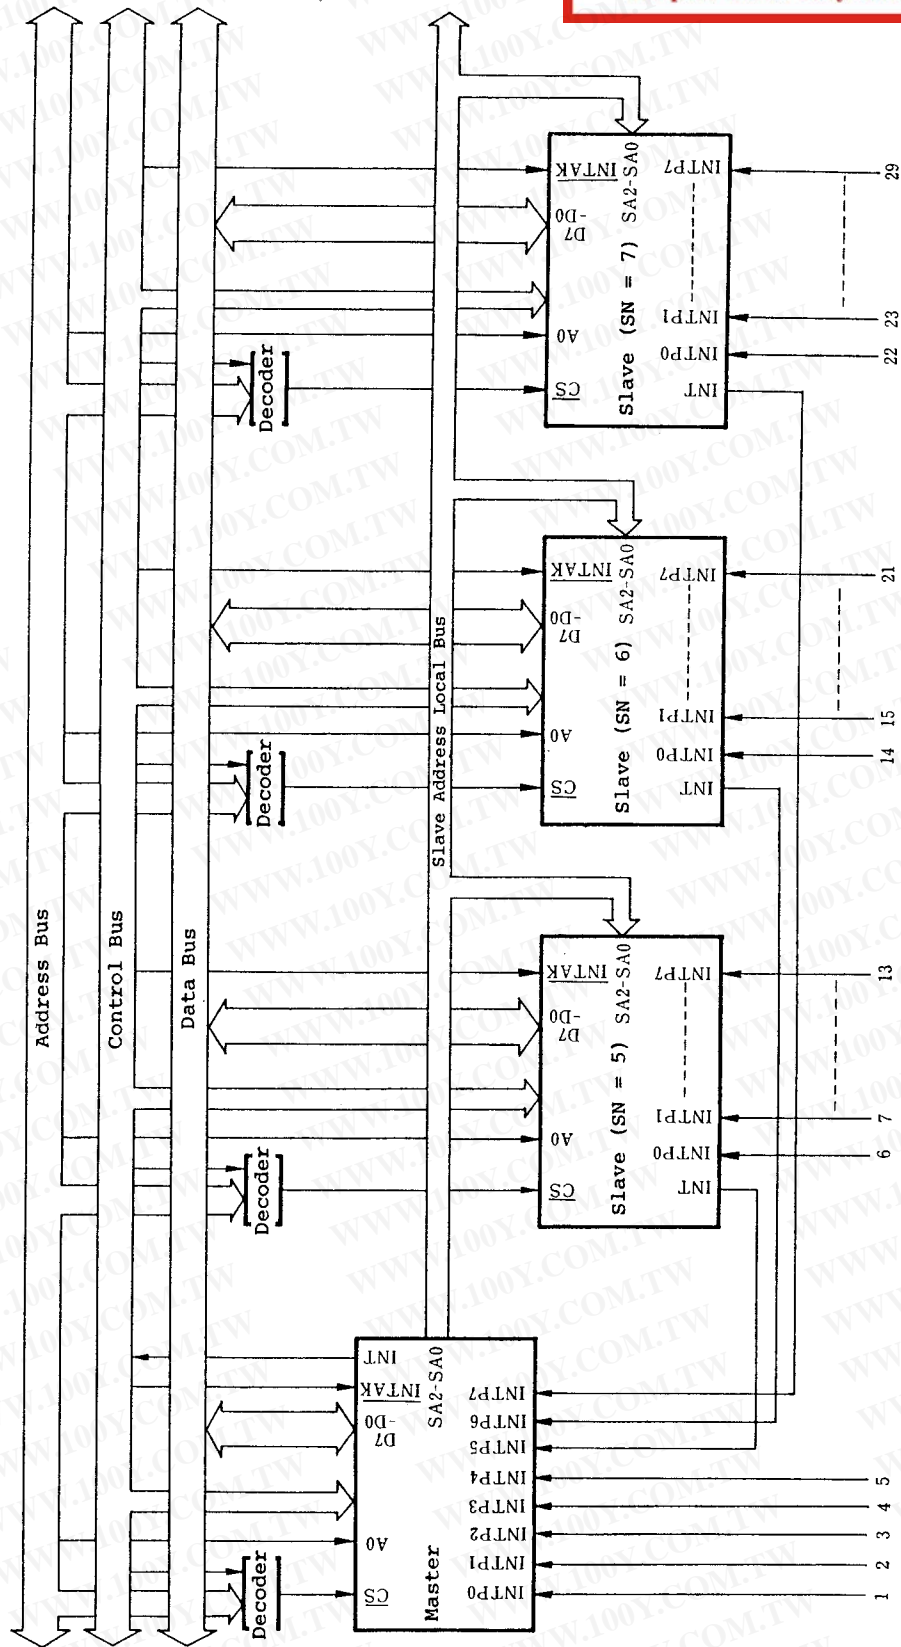 Address Bus
Control Bus
Data Bus
Slave Address Local Bus
[Decoder]
[Decoder]
[Decoder]
[Decoder]
Master
CS
A0
D7
-D0
INTAK
INT
SA2-SA0
INTP0
INTP1
INTP2
INTP3
INTP4
INTP5
INTP6
INTP7
1
2
3
4
5
Slave (SN = 5) SA2-SA0
CS
A0
D7
-D0
INTAK
INT
INTP0
INTP1
INTP7
6
7
13
Slave (SN = 6) SA2-SA0
CS
A0
D7
-D0
INTAK
INT
INTP0
INTP1
INTP7
14
15
21
Slave (SN = 7) SA2-SA0
CS
A0
D7
-D0
INTAK
INT
INTP0
INTP1
INTP7
22
23
29
WWW.100Y.COM.TW